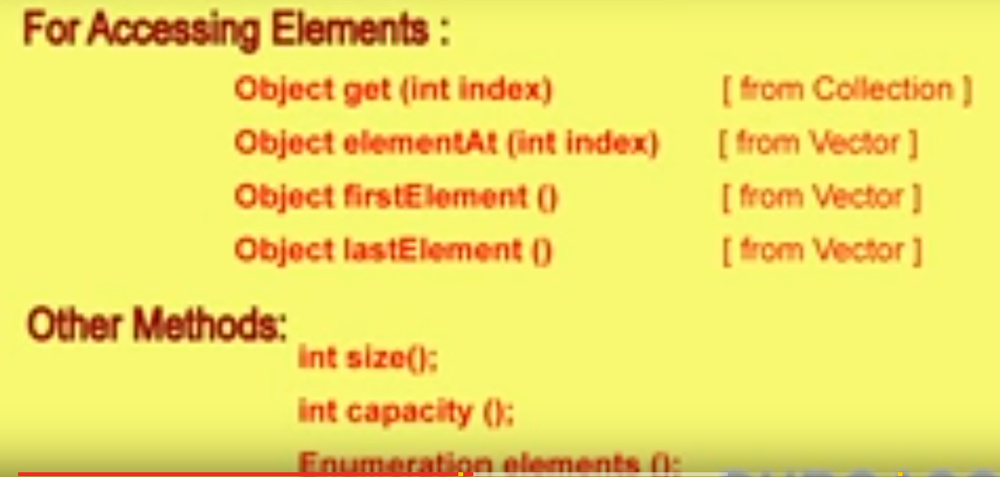 For Accessing Elements :
Object get (int index) [ from Collection ]
Object elementAt (int index) [ from Vector ]
Object firstElement () [ from Vector ]
Object lastElement () [ from Vector ]
Other Methods:
int size();
int capacity ();
Enumeration elements ();